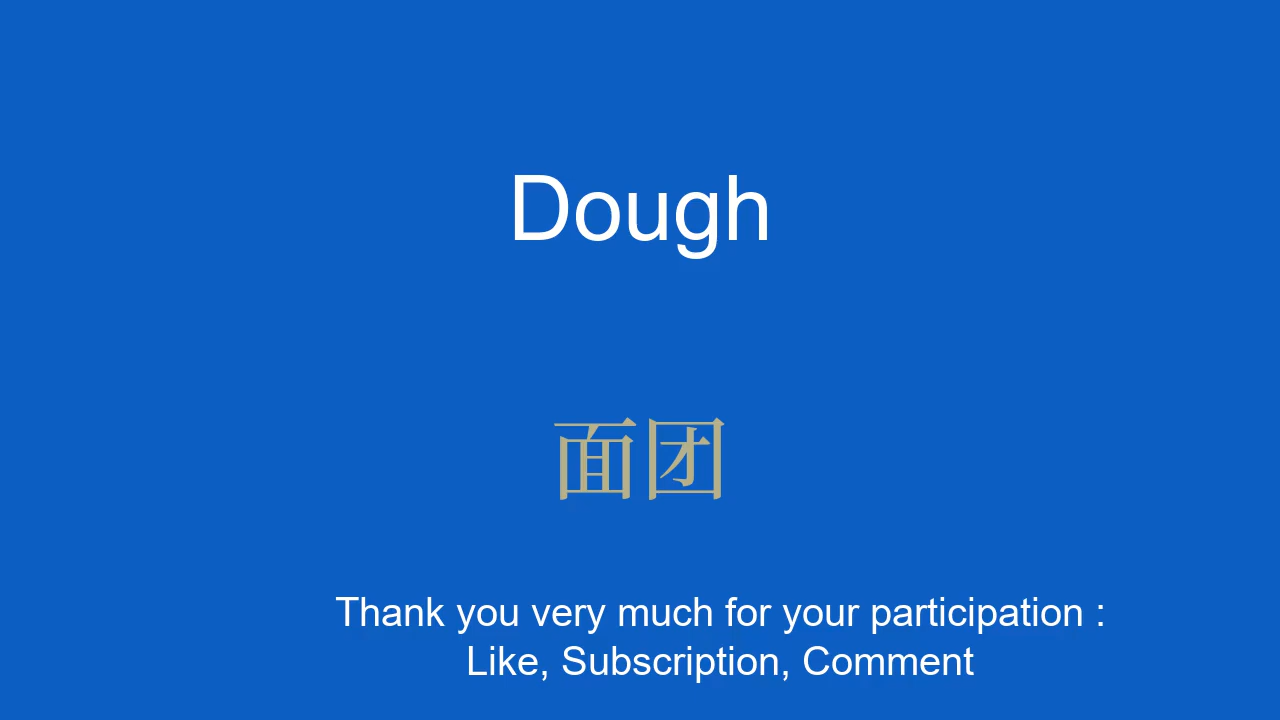 Dough
面团
Thank you very much for your participation :
Like, Subscription, Comment